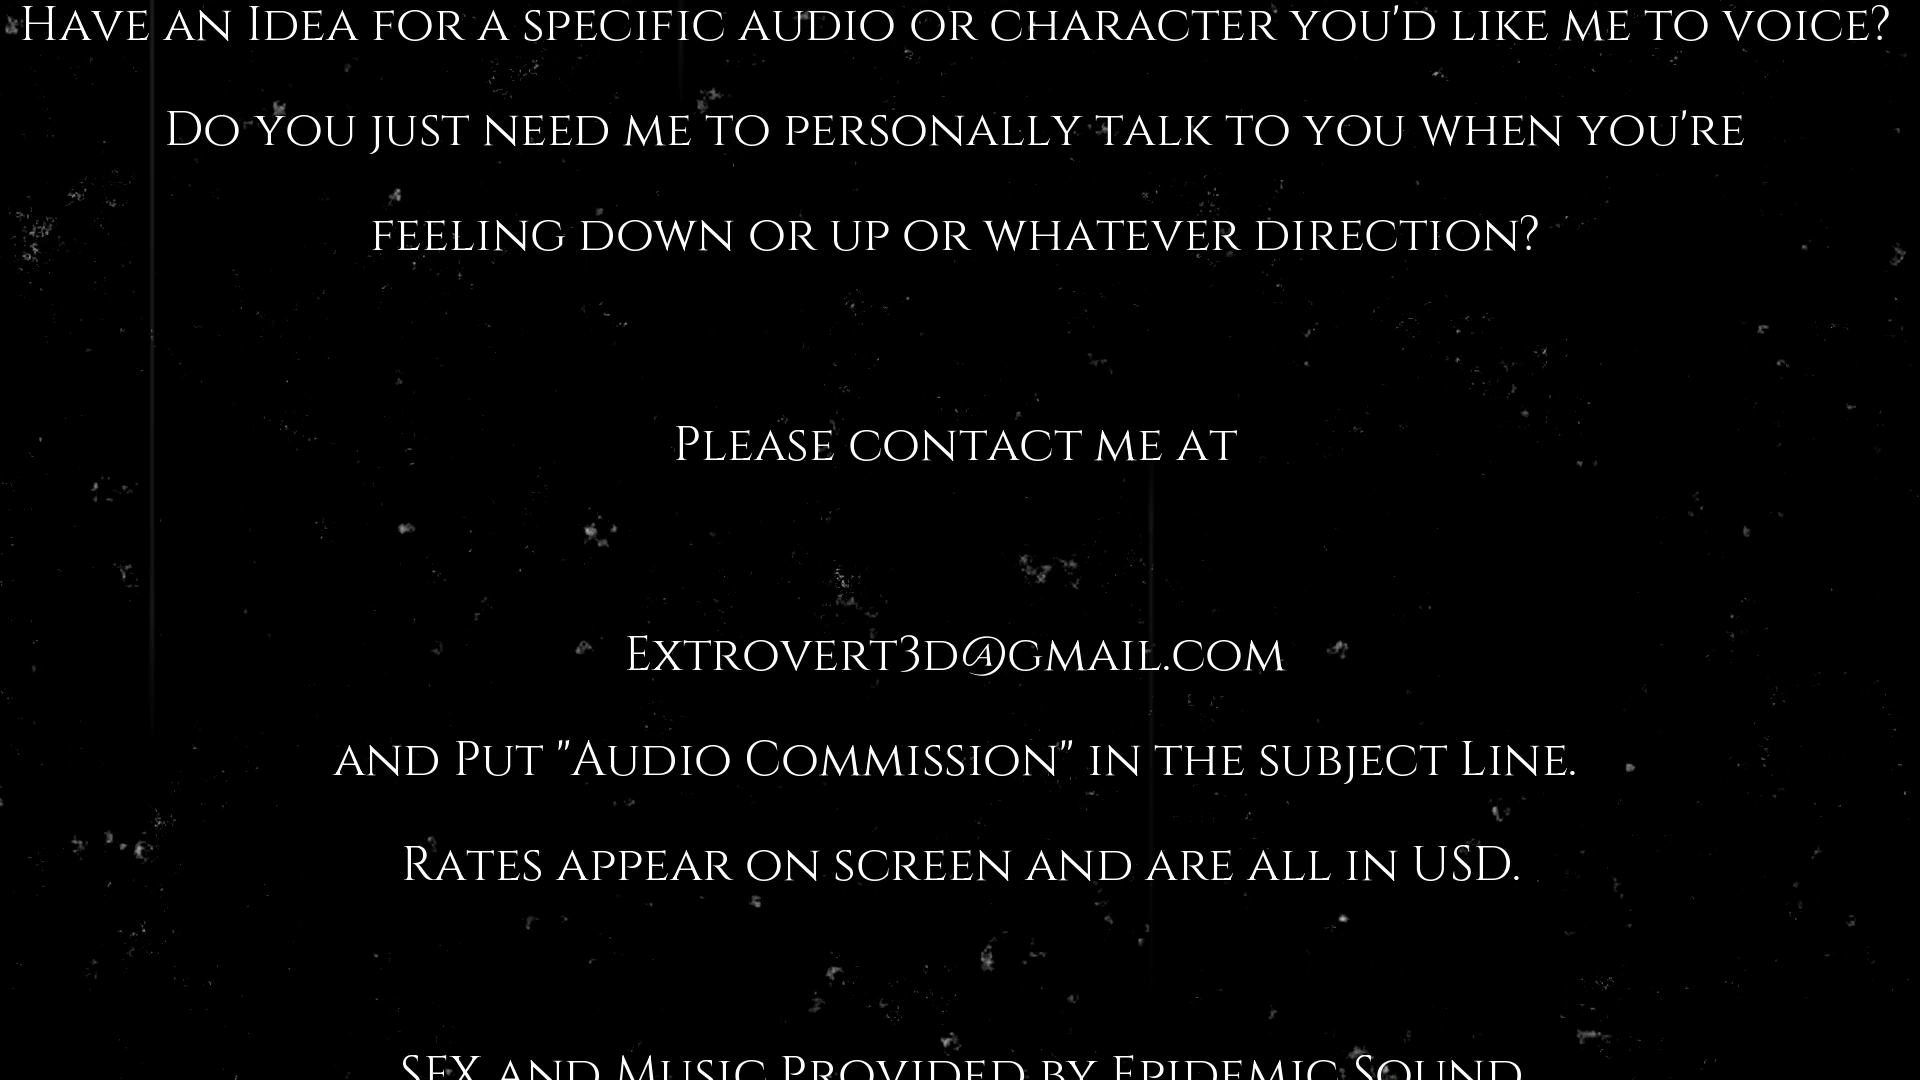 Have an Idea for a specific audio or character you'd like me to voice?
Do you just need me to personally talk to you when you're
feeling down or up or whatever direction?
Please contact me at
Extrovert3d@gmail.com
and Put "Audio Commission" in the subject Line.
Rates appear on screen and are all in USD.
SFX and Music Provided by Epidemic Sound